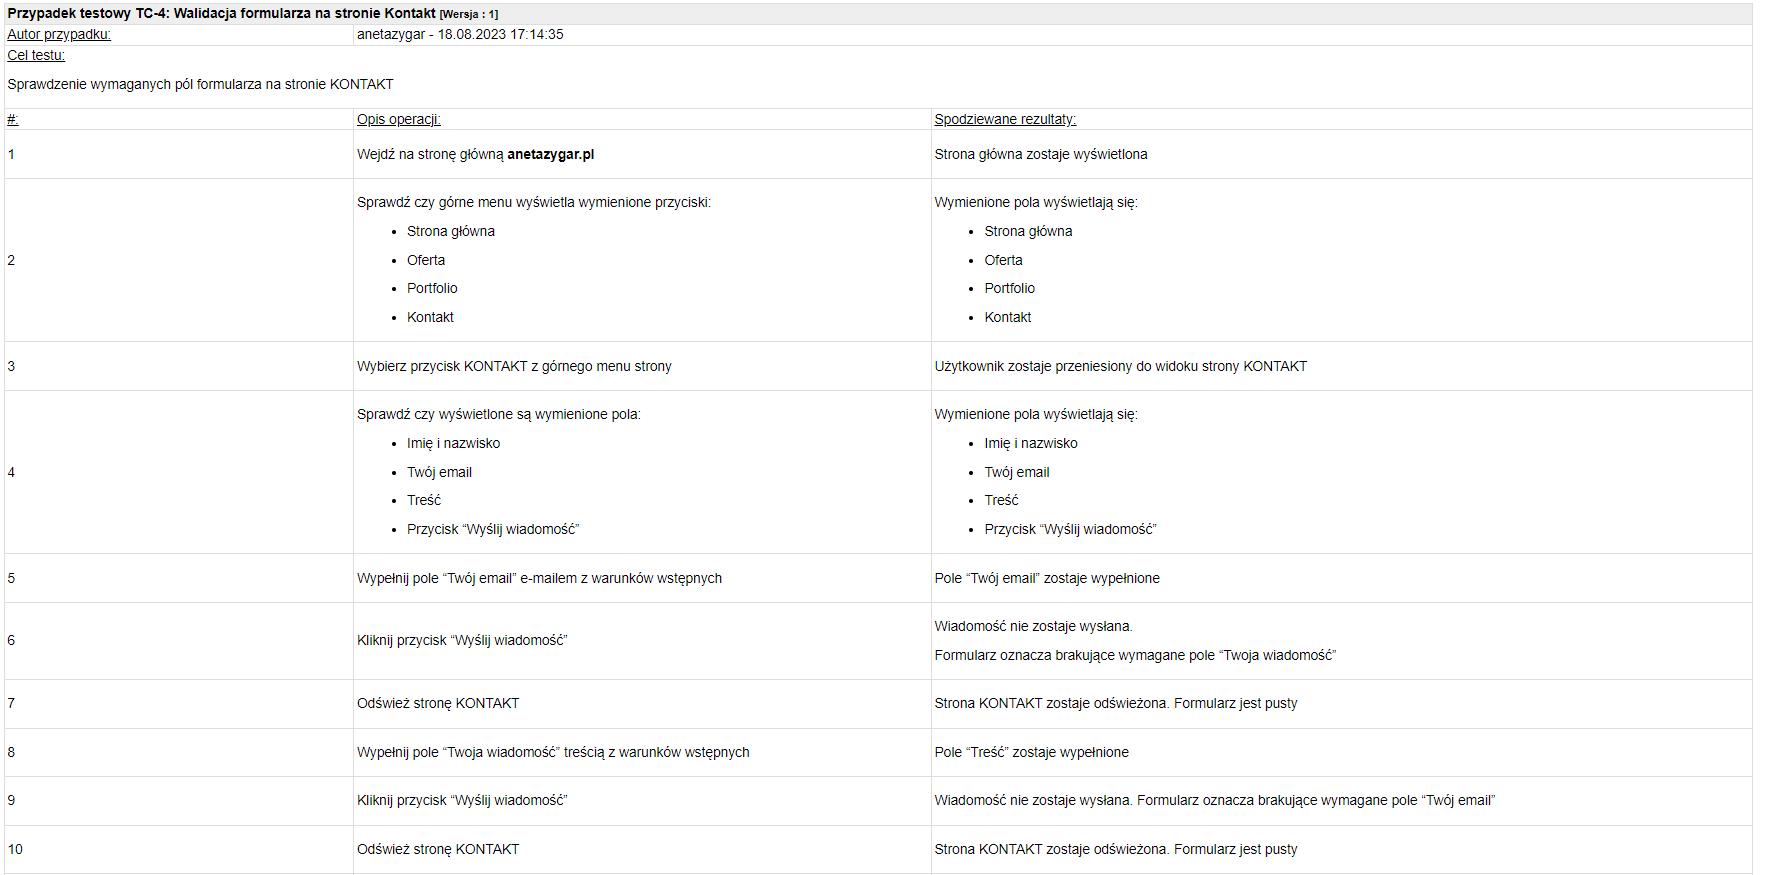 Przypadek testowy TC-4: Walidacja formularza na stronie Kontakt [Wersja : 1]
Autor przypadku: anetazygar - 18.08.2023 17:14:35
Cel testu:
Sprawdzenie wymaganych pól formularza na stronie KONTAKT
#: Opis operacji: Spodziewane rezultaty:
1 Wejdź na stronę główną anetazygar.pl Strona główna zostaje wyświetlona
2
Sprawdź czy górne menu wyświetla wymienione przyciski:
• Strona główna
• Oferta
• Portfolio
• Kontakt
Wymienione pola wyświetlają się:
• Strona główna
• Oferta
• Portfolio
• Kontakt
3 Wybierz przycisk KONTAKT z górnego menu strony Użytkownik zostaje przeniesiony do widoku strony KONTAKT
4
Sprawdź czy wyświetlone są wymienione pola:
• Imię i nazwisko
• Twój email
• Treść
• Przycisk “Wyślij wiadomość”
Wymienione pola wyświetlają się:
• Imię i nazwisko
• Twój email
• Treść
• Przycisk “Wyślij wiadomość”
5 Wypełnij pole “Twój email” e-mailem z warunków wstępnych Pole “Twój email” zostaje wypełnione
6 Kliknij przycisk “Wyślij wiadomość”
Wiadomość nie zostaje wysłana.
Formularz oznacza brakujące wymagane pole “Twoja wiadomość”
7 Odśwież stronę KONTAKT Strona KONTAKT zostaje odświeżona. Formularz jest pusty
8 Wypełnij pole “Twoja wiadomość” treścią z warunków wstępnych Pole “Treść” zostaje wypełnione
9 Kliknij przycisk “Wyślij wiadomość” Wiadomość nie zostaje wysłana. Formularz oznacza brakujące wymagane pole “Twój email”
10 Odśwież stronę KONTAKT Strona KONTAKT zostaje odświeżona. Formularz jest pusty